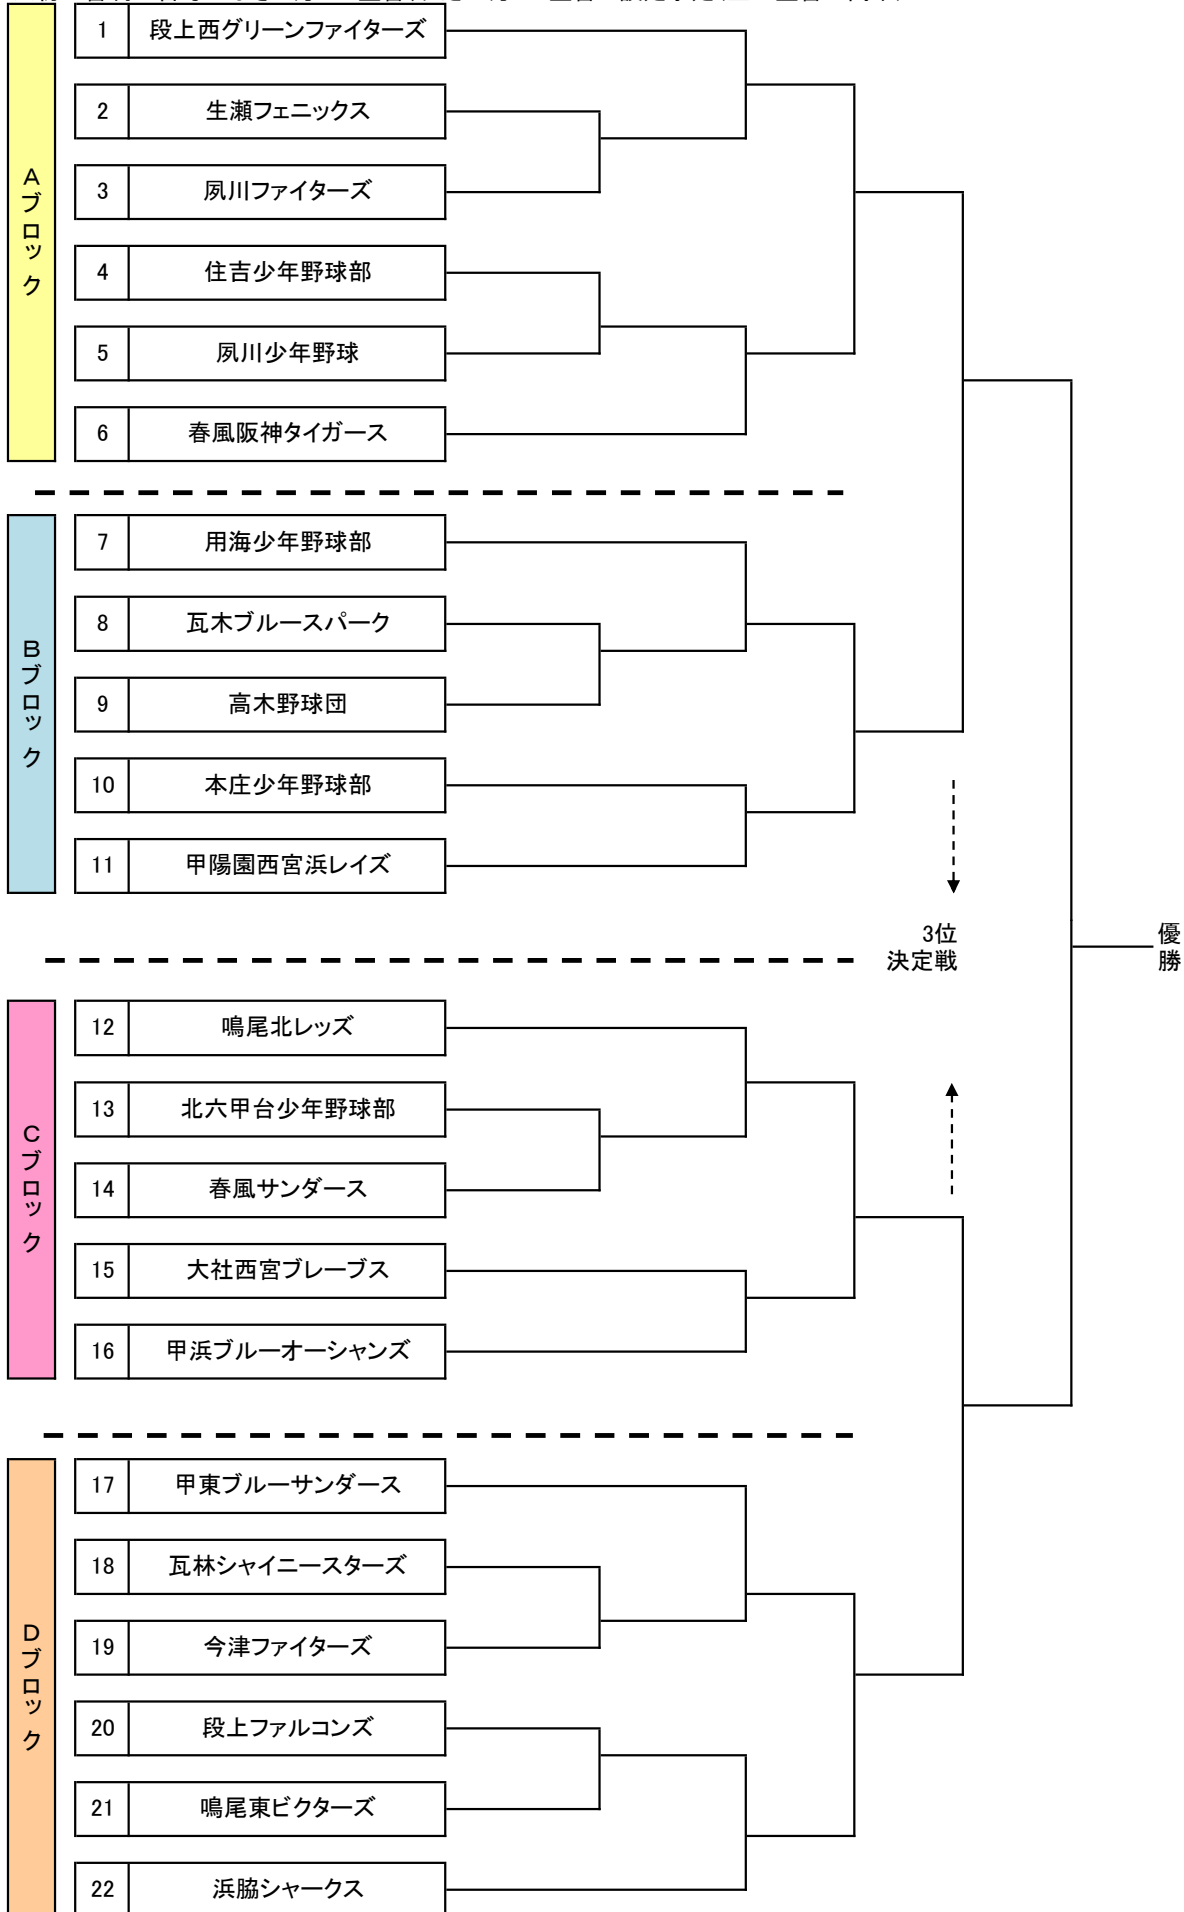 Aブロック
1 段上西グリーンファイターズ
2 生瀬フェニックス
3 夙川ファイターズ
4 住吉少年野球部
5 夙川少年野球
6 春風阪神タイガース
Bブロック
7 用海少年野球部
8 瓦木ブルースパーク
9 高木野球団
10 本庄少年野球部
11 甲陽園西宮浜レイズ
3位
決定戦
優勝
Cブロック
12 鳴尾北レッズ
13 北六甲台少年野球部
14 春風サンダース
15 大社西宮ブレーブス
16 甲浜ブルーオーシャンズ
Dブロック
17 甲東ブルーサンダース
18 瓦林シャイニースターズ
19 今津ファイターズ
20 段上ファルコンズ
21 鳴尾東ビクターズ
22 浜脇シャークス